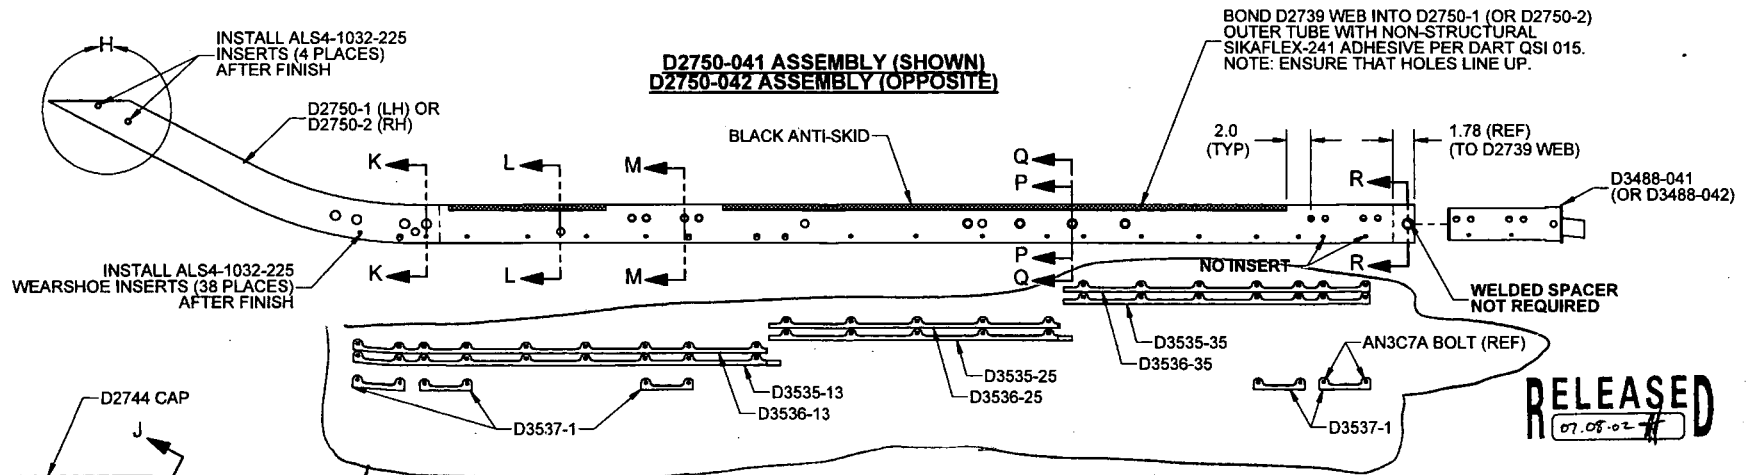 INSTALL ALS4-1032-225
INSERTS (4 PLACES)
AFTER FINISH
H
D2750-1 (LH) OR
D2750-2 (RH)
D2750-041 ASSEMBLY (SHOWN)
D2750-042 ASSEMBLY (OPPOSITE)
BOND D2739 WEB INTO D2750-1 (OR D2750-2)
OUTER TUBE WITH NON-STRUCTURAL
SIKAFLEX-241 ADHESIVE PER DART QSI 015.
NOTE: ENSURE THAT HOLES LINE UP.
BLACK ANTI-SKID
2.0
(TYP)
1.78 (REF)
(TO D2739 WEB)
D3488-041
(OR D3488-042)
K
L
M
Q
P
R
K
L
M
P
Q
R
INSTALL ALS4-1032-225
WEARSHOE INSERTS (38 PLACES)
AFTER FINISH
NO INSERT
WELDED SPACER
NOT REQUIRED
D3535-35
D3536-35
AN3C7A BOLT (REF)
D3535-25
D3536-25
D3535-13
D3536-13
D3537-1
D3537-1
D2744 CAP
J
RELEASED
07.08.02